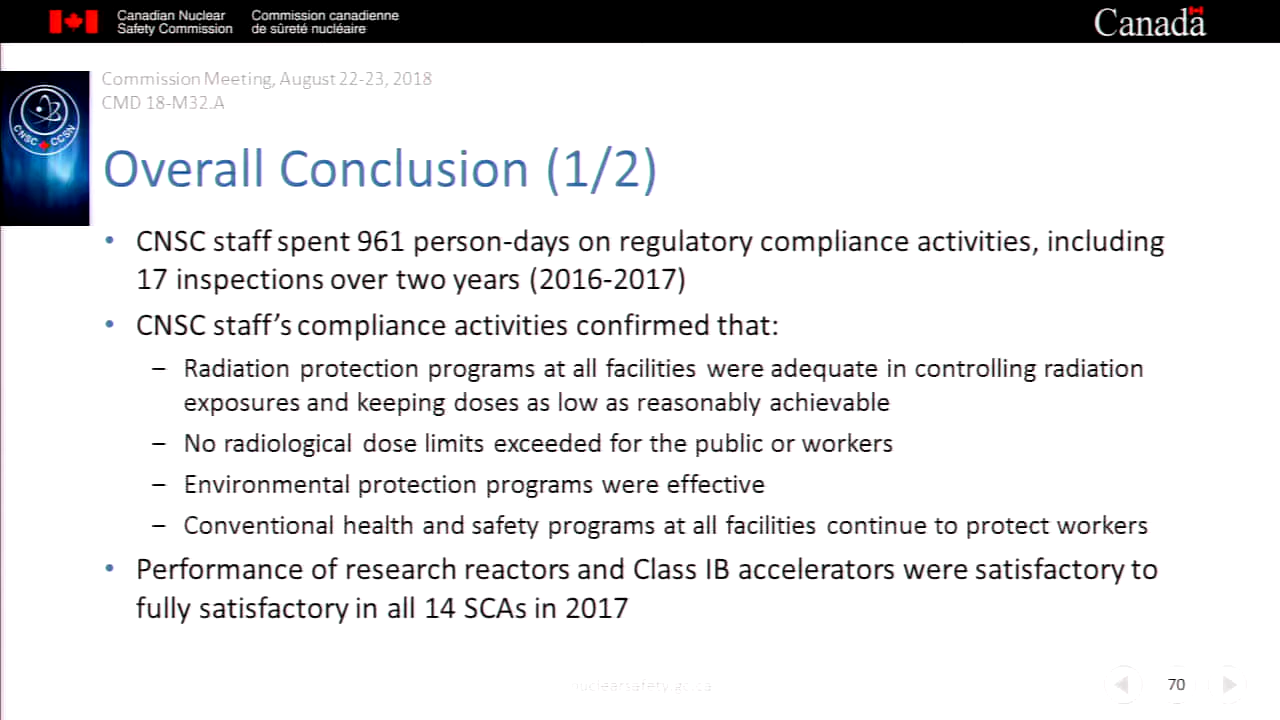 Canadian Nuclear Safety Commission
Commission canadienne de sûreté nucléaire
Canada
Commission Meeting, August 22-23, 2018
CMD 18-M32.A
CNSC CCSN
Overall Conclusion (1/2)
• CNSC staff spent 961 person-days on regulatory compliance activities, including
17 inspections over two years (2016-2017)
• CNSC staff's compliance activities confirmed that:
– Radiation protection programs at all facilities were adequate in controlling radiation
exposures and keeping doses as low as reasonably achievable
– No radiological dose limits exceeded for the public or workers
– Environmental protection programs were effective
– Conventional health and safety programs at all facilities continue to protect workers
• Performance of research reactors and Class IB accelerators were satisfactory to
fully satisfactory in all 14 SCAs in 2017
nuclearsafety.gc.ca
70